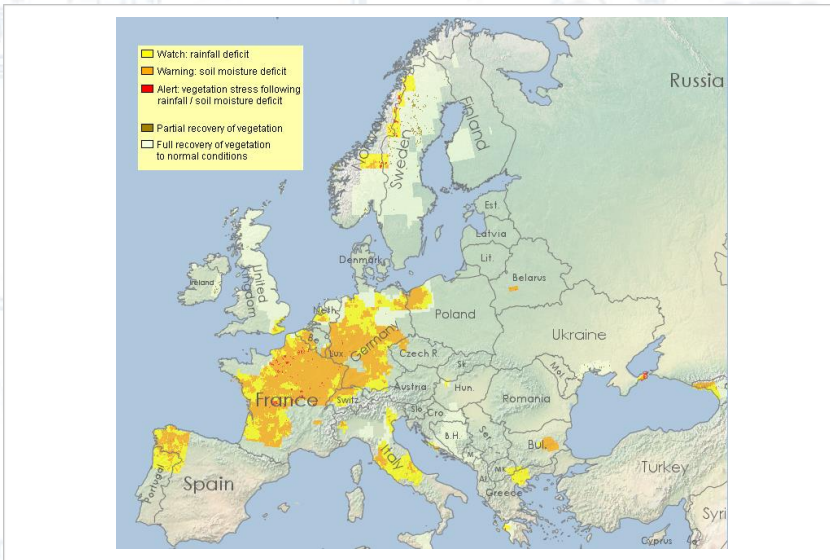 Watch: rainfall deficit
Warning: soil moisture deficit
Alert: vegetation stress following
rainfall / soil moisture deficit
Partial recovery of vegetation
Full recovery of vegetation
to normal conditions
Russia
Finland
Sweden
Est.
Latvia
Lit.
Denmark
Belarus
Ireland
United
Kingdom
Neth.
Poland
Be.
Germany
Ukraine
Lux.
Czech R.
Sk.
Mol.
Austria
Hun.
France
Switz
Slo
Cro.
Romania
B.H.
Ser.
Italy
M.
Bul.
Portugal
Spain
MK
Al.
Turkey
Greece
Syri
Cyprus